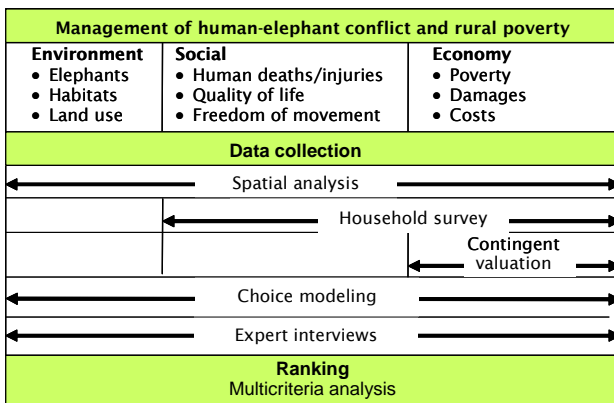 Management of human-elephant conflict and rural poverty
Environment
• Elephants
• Habitats
• Land use
Social
• Human deaths/injuries
• Quality of life
• Freedom of movement
Economy
• Poverty
• Damages
• Costs
Data collection
Spatial analysis
Household survey
Contingent
valuation
Choice modeling
Expert interviews
Ranking
Multicriteria analysis